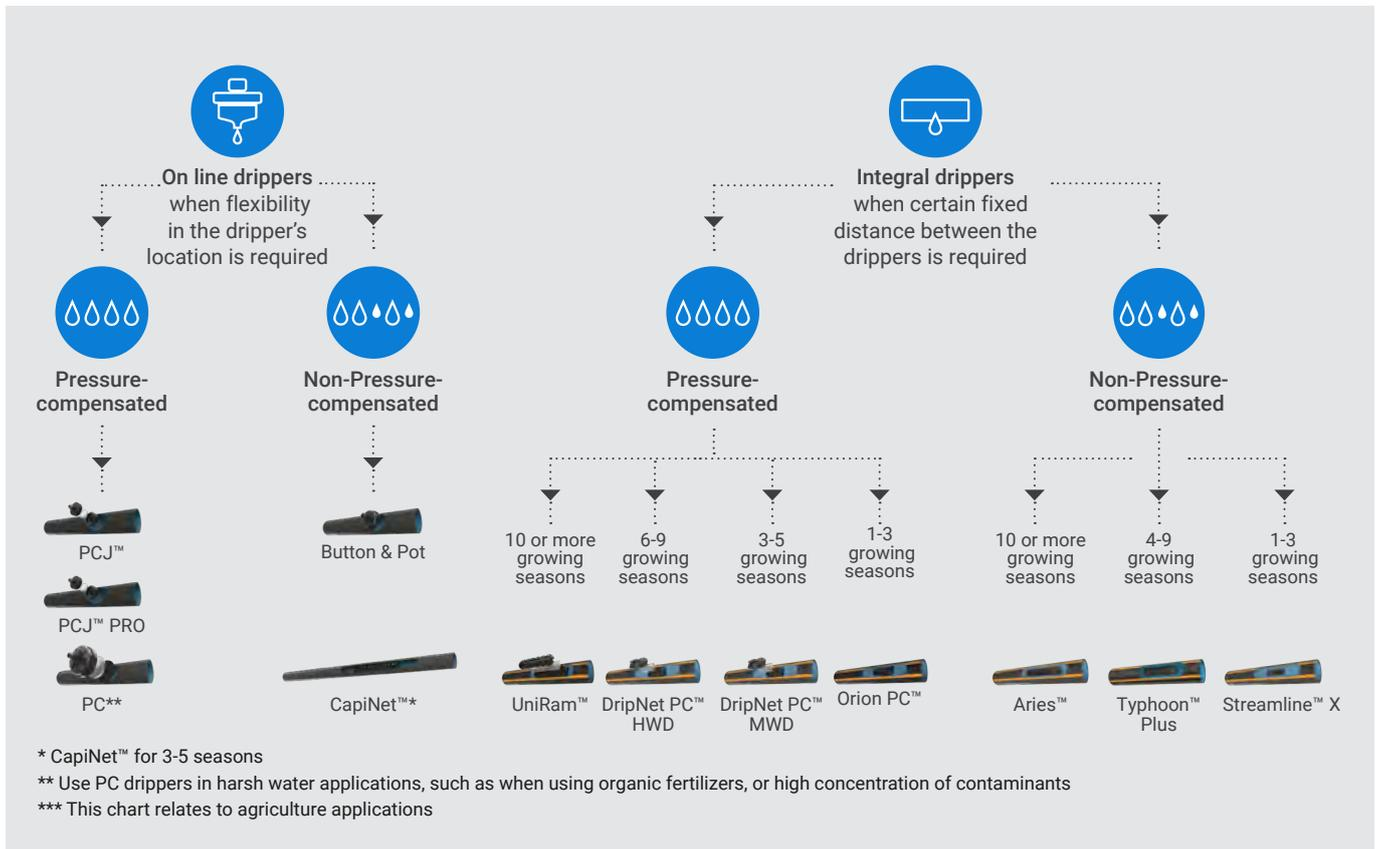 On line drippers
when flexibility
in the dripper's
location is required
Pressure-
compensated
PCJ™
PCJ™ PRO
PC**
Non-Pressure-
compensated
Button & Pot
CapiNet™*
Integral drippers
when certain fixed
distance between the
drippers is required
Pressure-
compensated
10 or more
growing
seasons
UniRam™
6-9
growing
seasons
DripNet PC™
HWD
3-5
growing
seasons
DripNet PC™
MWD
1-3
growing
seasons
Orion PC™
Non-Pressure-
compensated
10 or more
growing
seasons
Aries™
4-9
growing
seasons
Typhoon™
Plus
1-3
growing
seasons
Streamline™ X
* CapiNet™ for 3-5 seasons
** Use PC drippers in harsh water applications, such as when using organic fertilizers, or high concentration of contaminants
*** This chart relates to agriculture applications